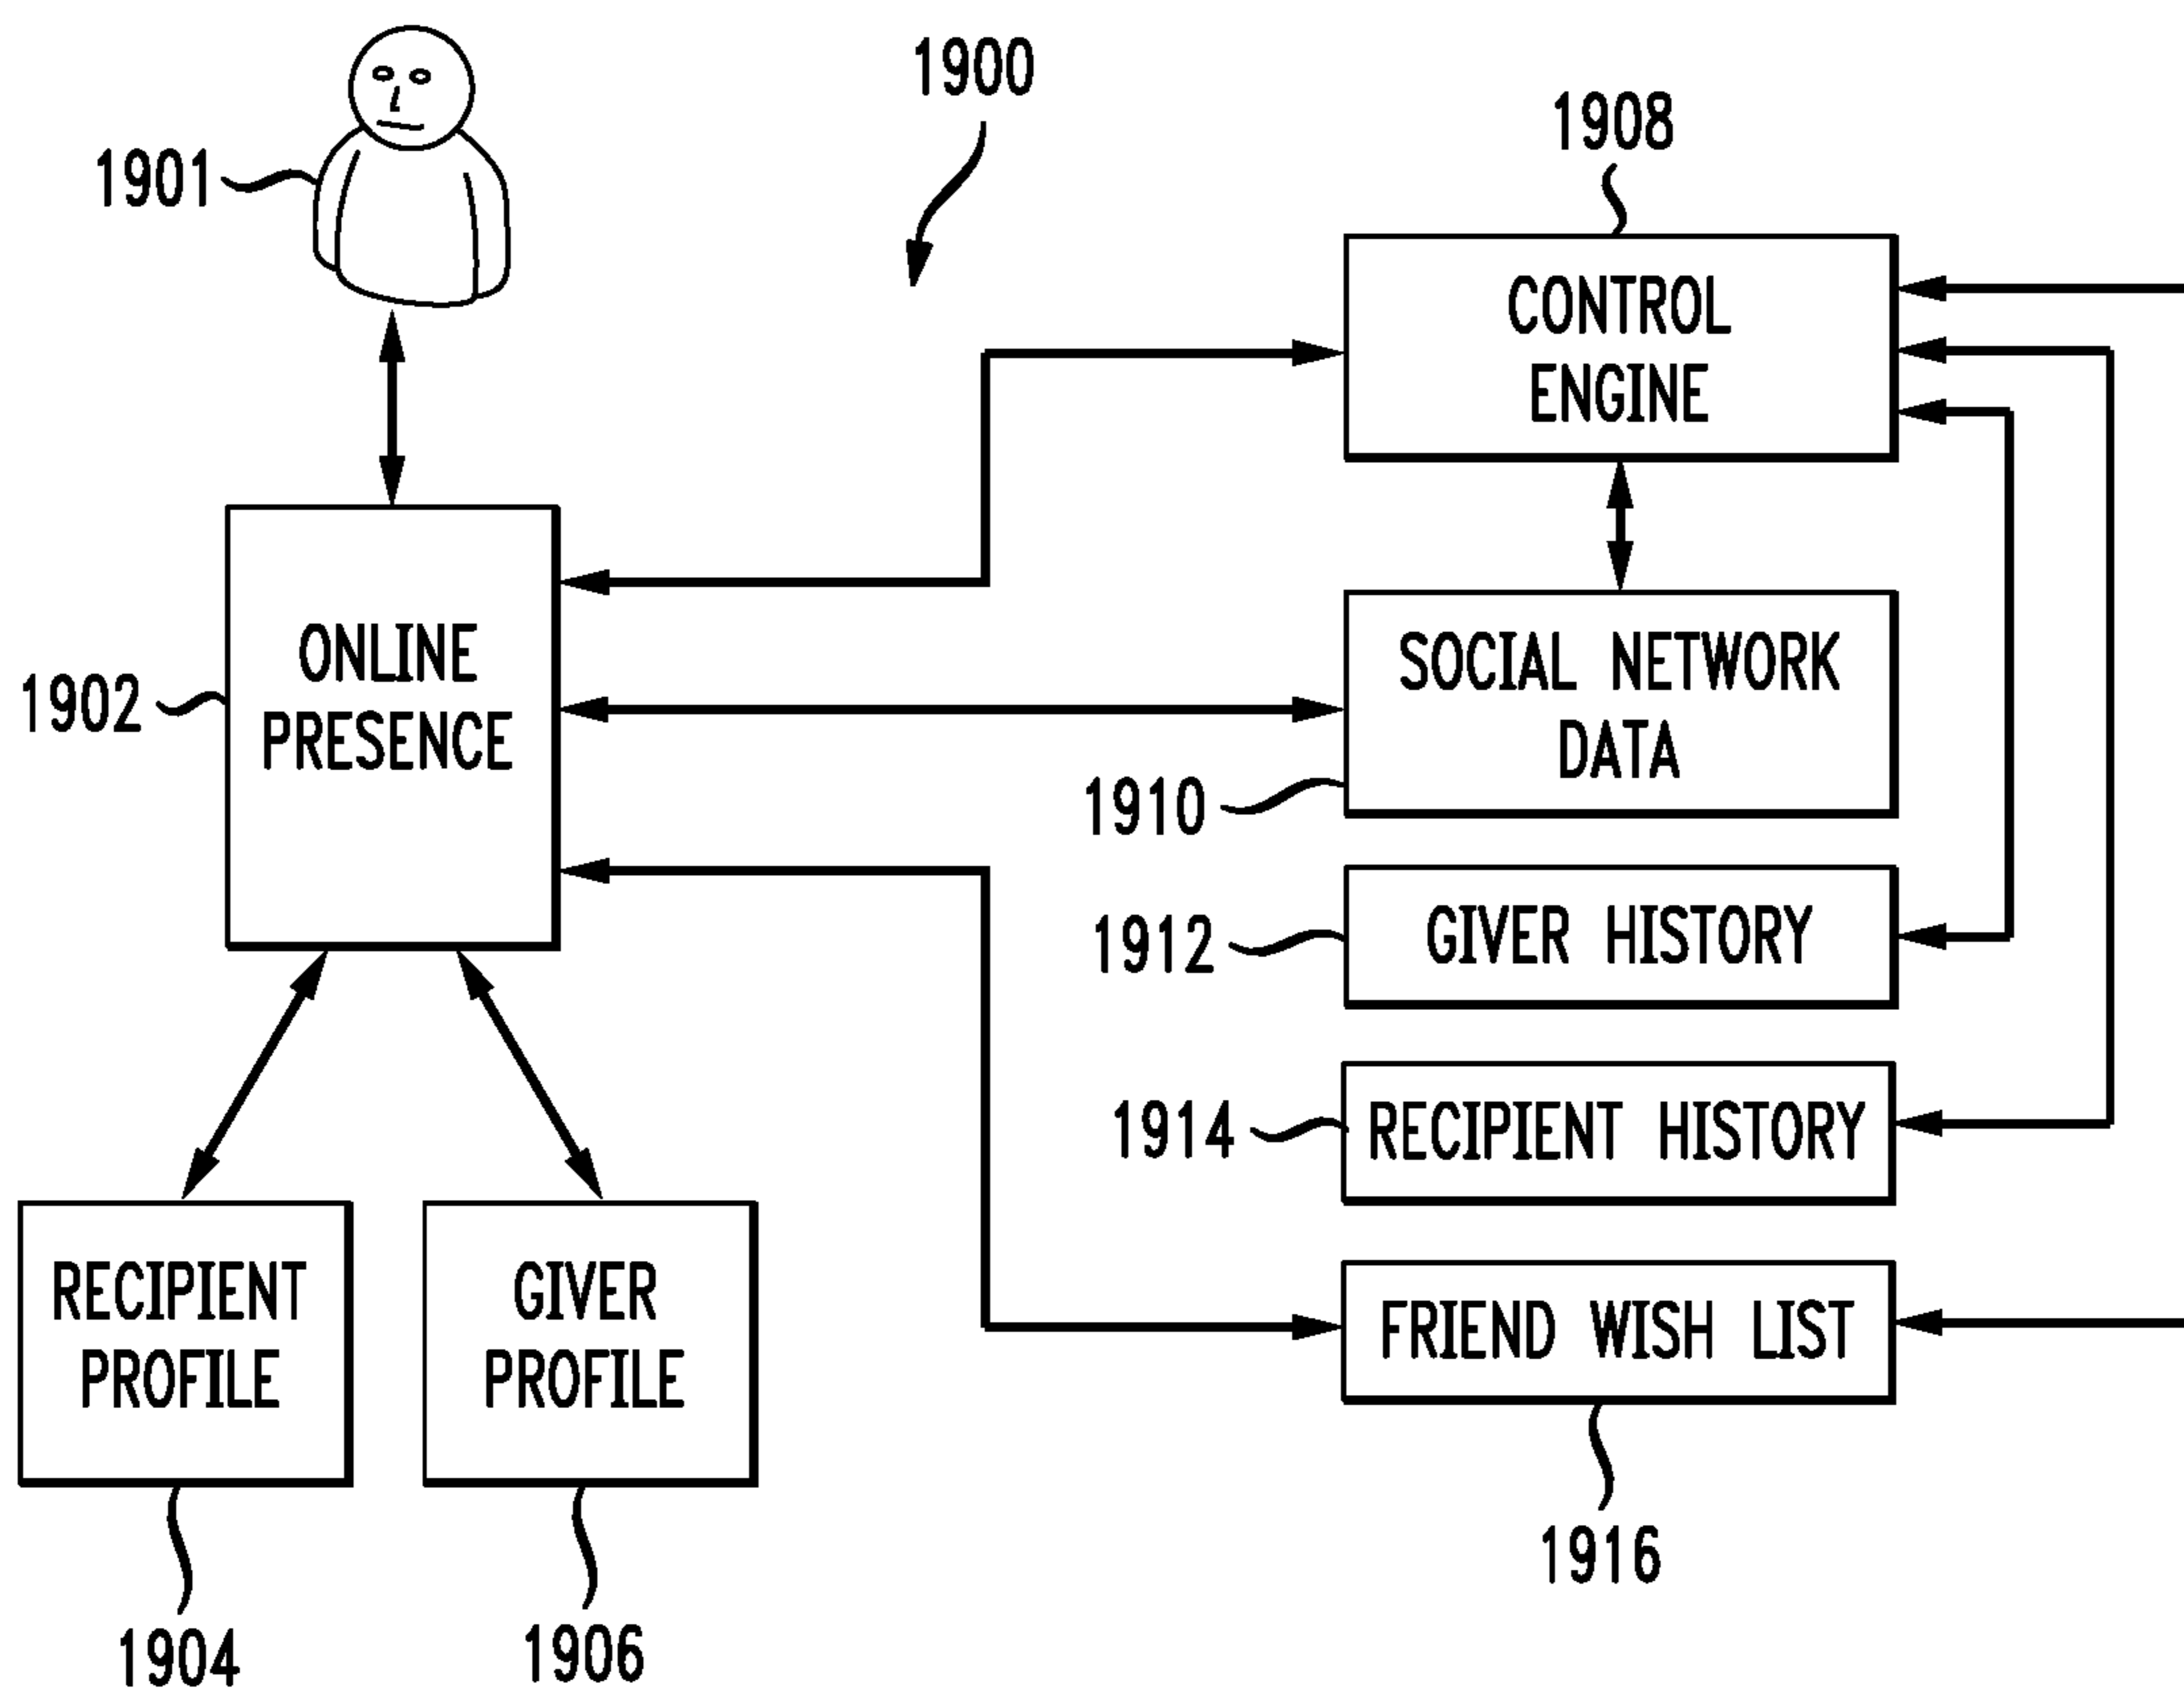 1900
1901
1908
CONTROL
ENGINE
ONLINE
PRESENCE
1902
SOCIAL NETWORK
DATA
1910
GIVER HISTORY
1912
RECIPIENT HISTORY
1914
FRIEND WISH LIST
1916
RECIPIENT
PROFILE
1904
GIVER
PROFILE
1906